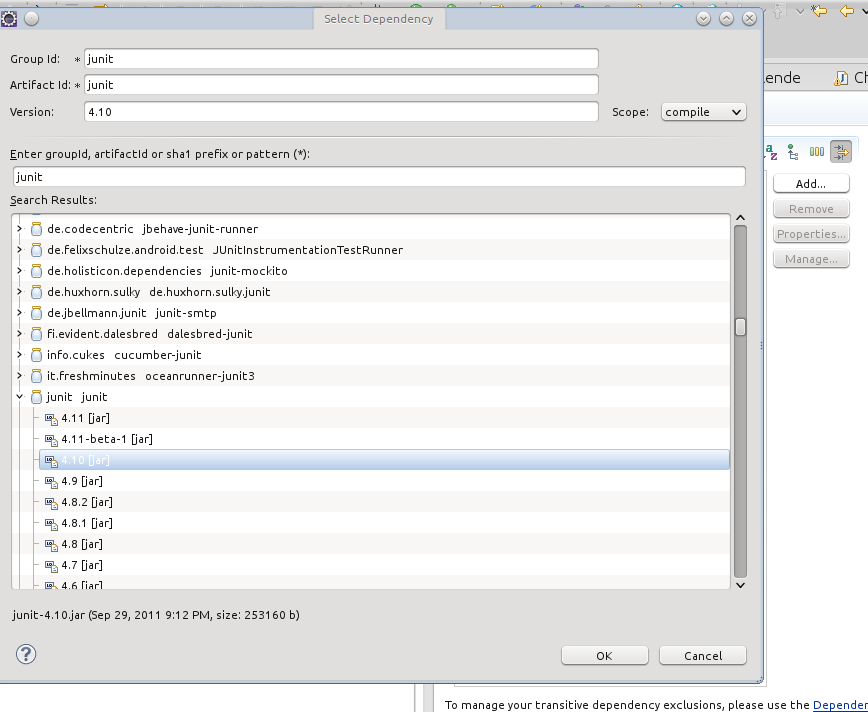 Select Dependency
Group Id: * junit
Artifact Id: * junit
Version: 4.10 Scope: compile
Enter groupId, artifactId or sha1 prefix or pattern (*):
junit
Search Results:
de.codecentric jbehave-junit-runner
de.felixschulze.android.test JUnitInstrumentationTestRunner
de.holisticon.dependencies junit-mockito
de.huxhorn.sulky de.huxhorn.sulky.junit
de.jbellmann.junit junit-smtp
fi.evident.dalesbred dalesbred-junit
info.cukes cucumber-junit
it.freshminutes oceanrunner-junit3
junit junit
4.11 [jar]
4.11-beta-1 [jar]
4.10 [jar]
4.9 [jar]
4.8.2 [jar]
4.8.1 [jar]
4.8 [jar]
4.7 [jar]
4.6 [jar]
junit-4.10.jar (Sep 29, 2011 9:12 PM, size: 253160 b)
OK Cancel
ende Ch
Add...
Remove
Properties...
Manage...
To manage your transitive dependency exclusions, please use the Depender